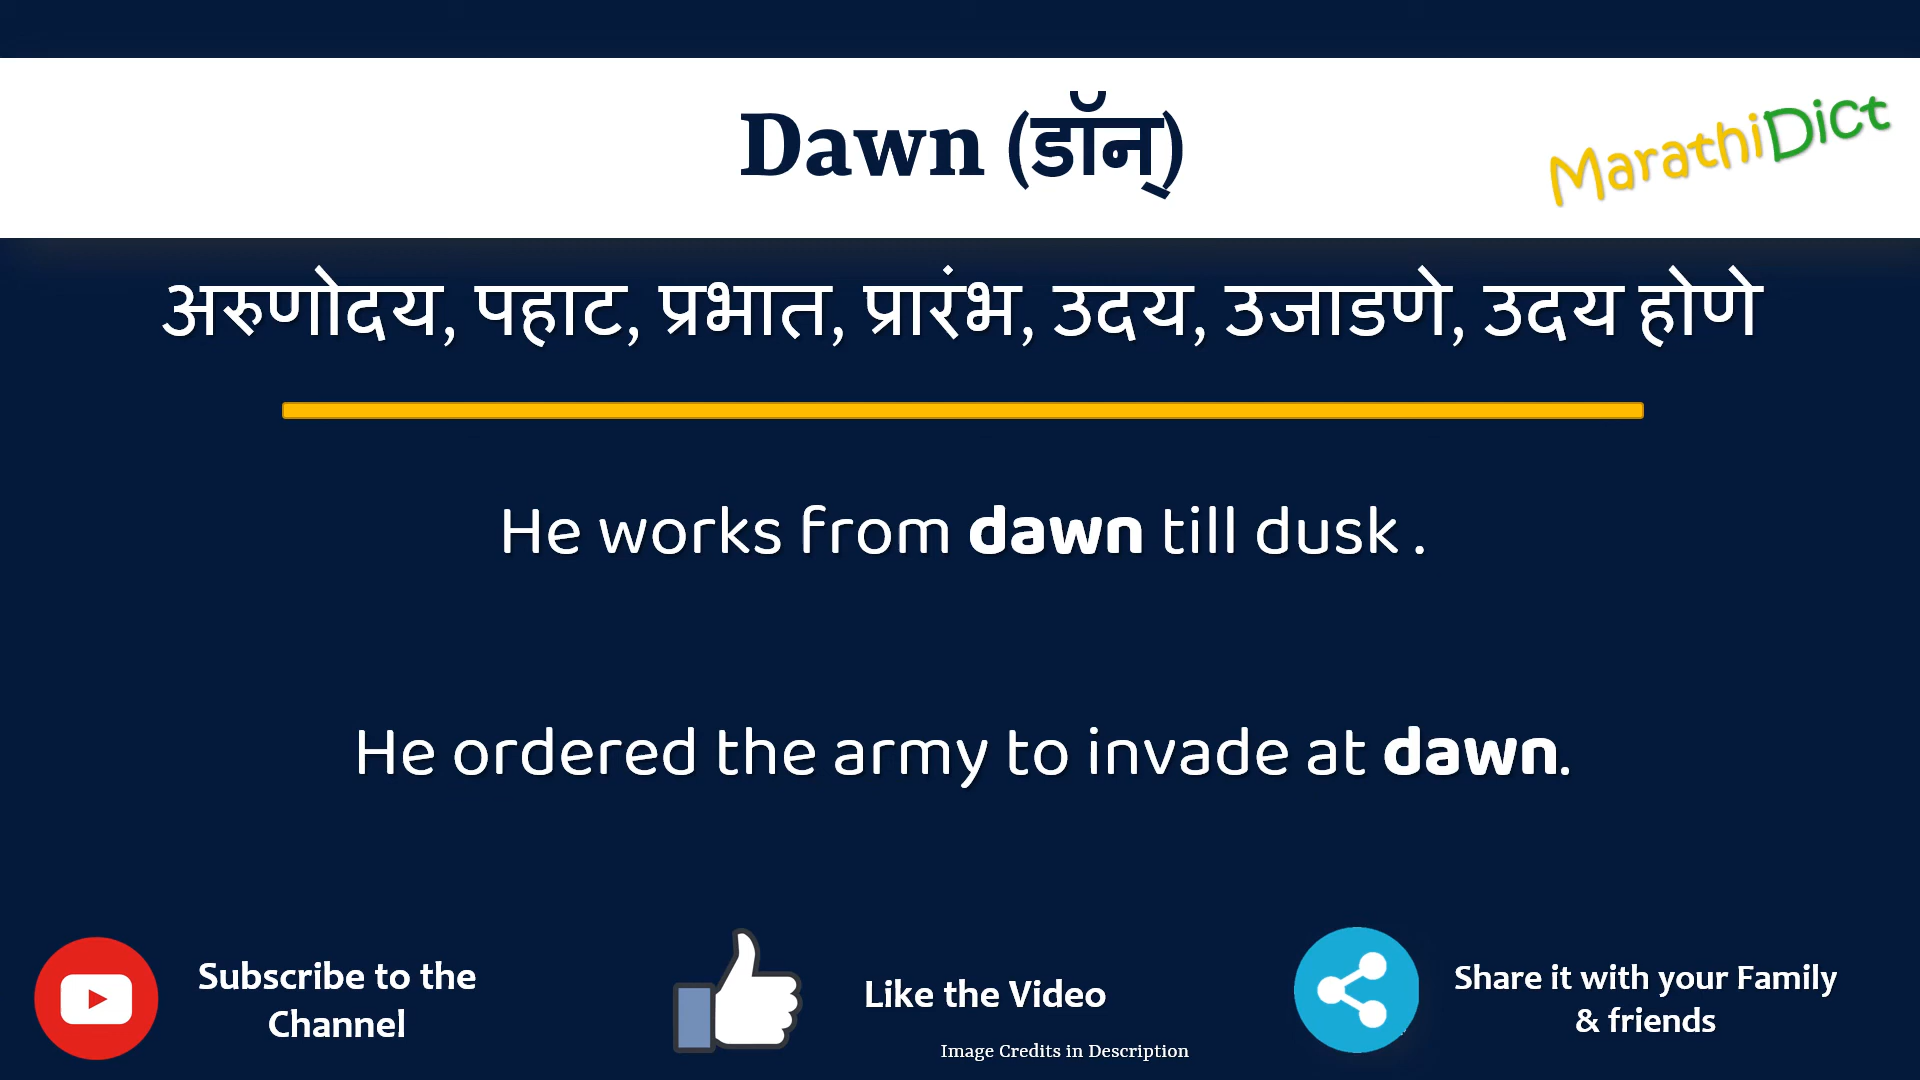 Dawn (डॉन्)
MarathiDict
अरुणोदय, पहाट, प्रभात, प्रारंभ, उदय, उजाडणे, उदय होणे
He works from dawn till dusk .
He ordered the army to invade at dawn.
Subscribe to the
Channel
Like the Video
Share it with your Family
& friends
Image Credits in Description